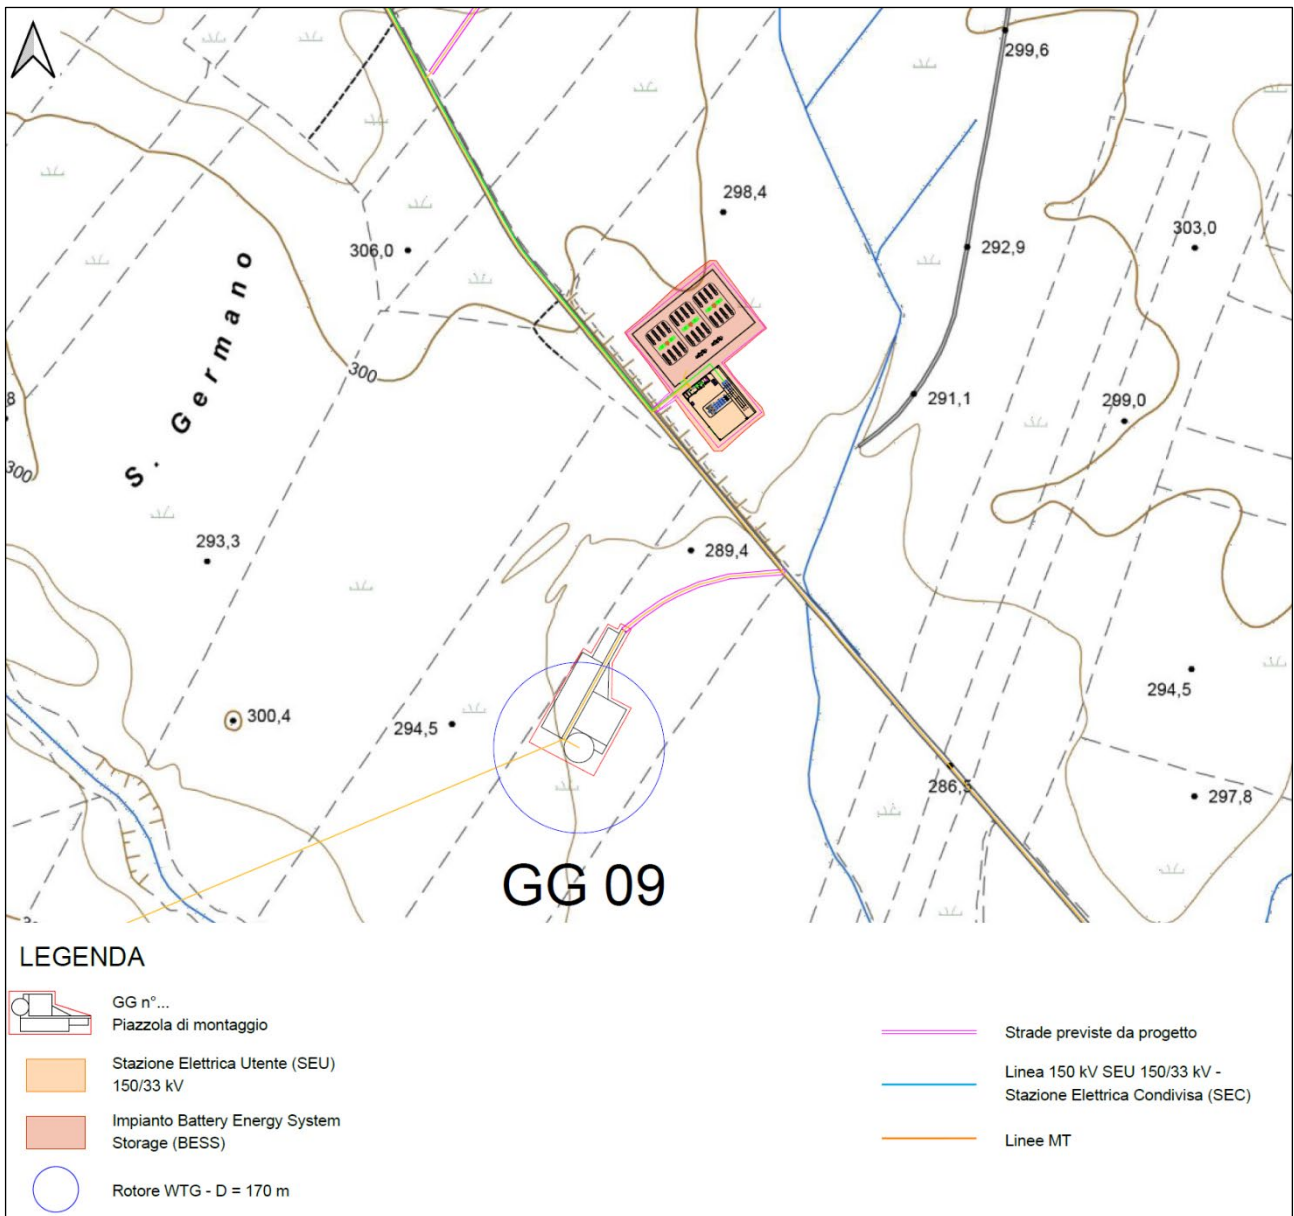 299,6
298,4
306,0
292,9
303,0
S. Germano
300
8
291,1
299,0
300
293,3
289,4
294,5
300,4
294,5
286,5
297,8
GG 09
LEGENDA
GG n°...
Piazzola di montaggio
Stazione Elettrica Utente (SEU)
150/33 kV
Impianto Battery Energy System
Storage (BESS)
Rotore WTG - D = 170 m
Strade previste da progetto
Linea 150 kV SEU 150/33 kV -
Stazione Elettrica Condivisa (SEC)
Linee MT